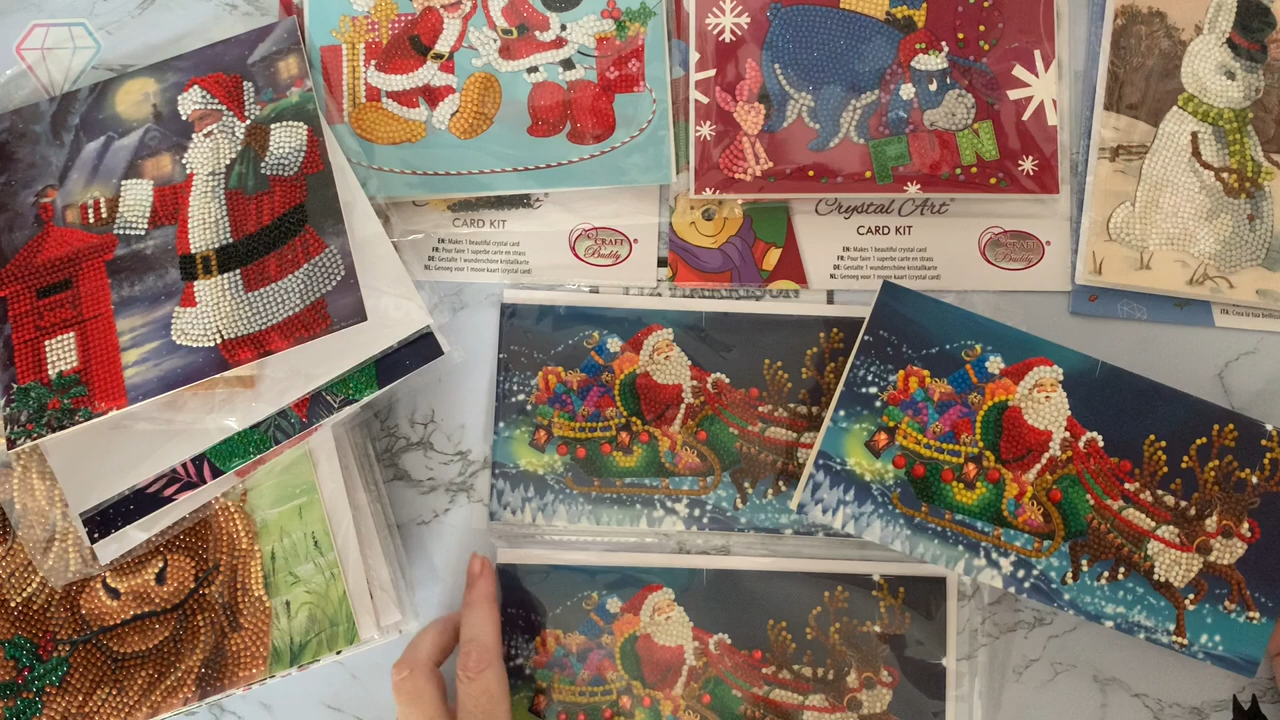 CARD KIT
EN: Makes 1 beautiful crystal card
FR: Pour faire 1 superbe carte en strass
DE: Gestalte 1 wunderschöne kristallkarte
NL: Genoeg voor 1 mooie kaart (crystal card)
CRAFT
Buddy
®
FUN
Crystal Art
CARD KIT
EN: Makes 1 beautiful crystal card
FR: Pour faire 1 superbe carte en strass
DE: Gestalte 1 wunderschöne kristallkarte
NL: Genoeg voor 1 mooie kaart (crystal card)
CRAFT
Buddy
®
ITA: Crea la tua